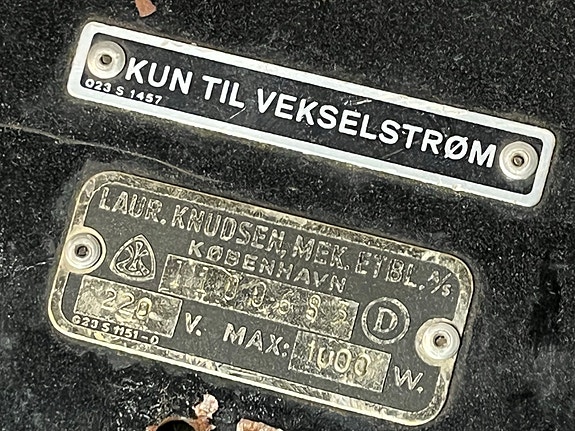 KUN TIL VEKSELSTRØM
023 S 1457
LAUR. KNUDSEN, MEK. ETBL. A/S
KØBENHAVN
D
220 V. MAX: 1000 W.
023 S 1151-0